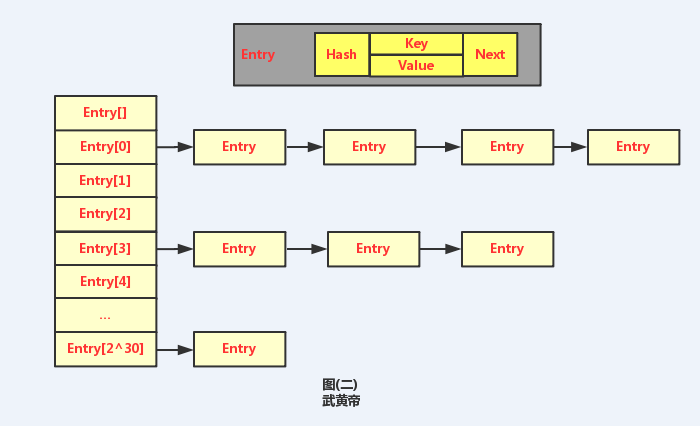 Entry
Hash
Key
Value
Next
Entry[]
Entry[0] Entry Entry Entry Entry
Entry[1]
Entry[2]
Entry[3] Entry Entry Entry
Entry[4]
...
Entry[2^30] Entry
图(二)
武黄帝